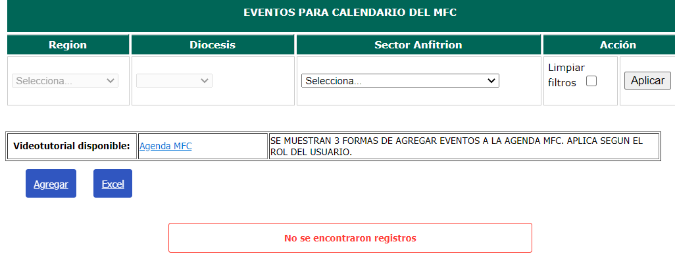 EVENTOS PARA CALENDARIO DEL MFC
Region Diocesis Sector Anfitrion Acción
Selecciona... Selecciona... Limpiar filtros Aplicar
Videotutorial disponible: Agenda MFC SE MUESTRAN 3 FORMAS DE AGREGAR EVENTOS A LA AGENDA MFC. APLICA SEGUN EL
ROL DEL USUARIO.
Agregar Excel
No se encontraron registros